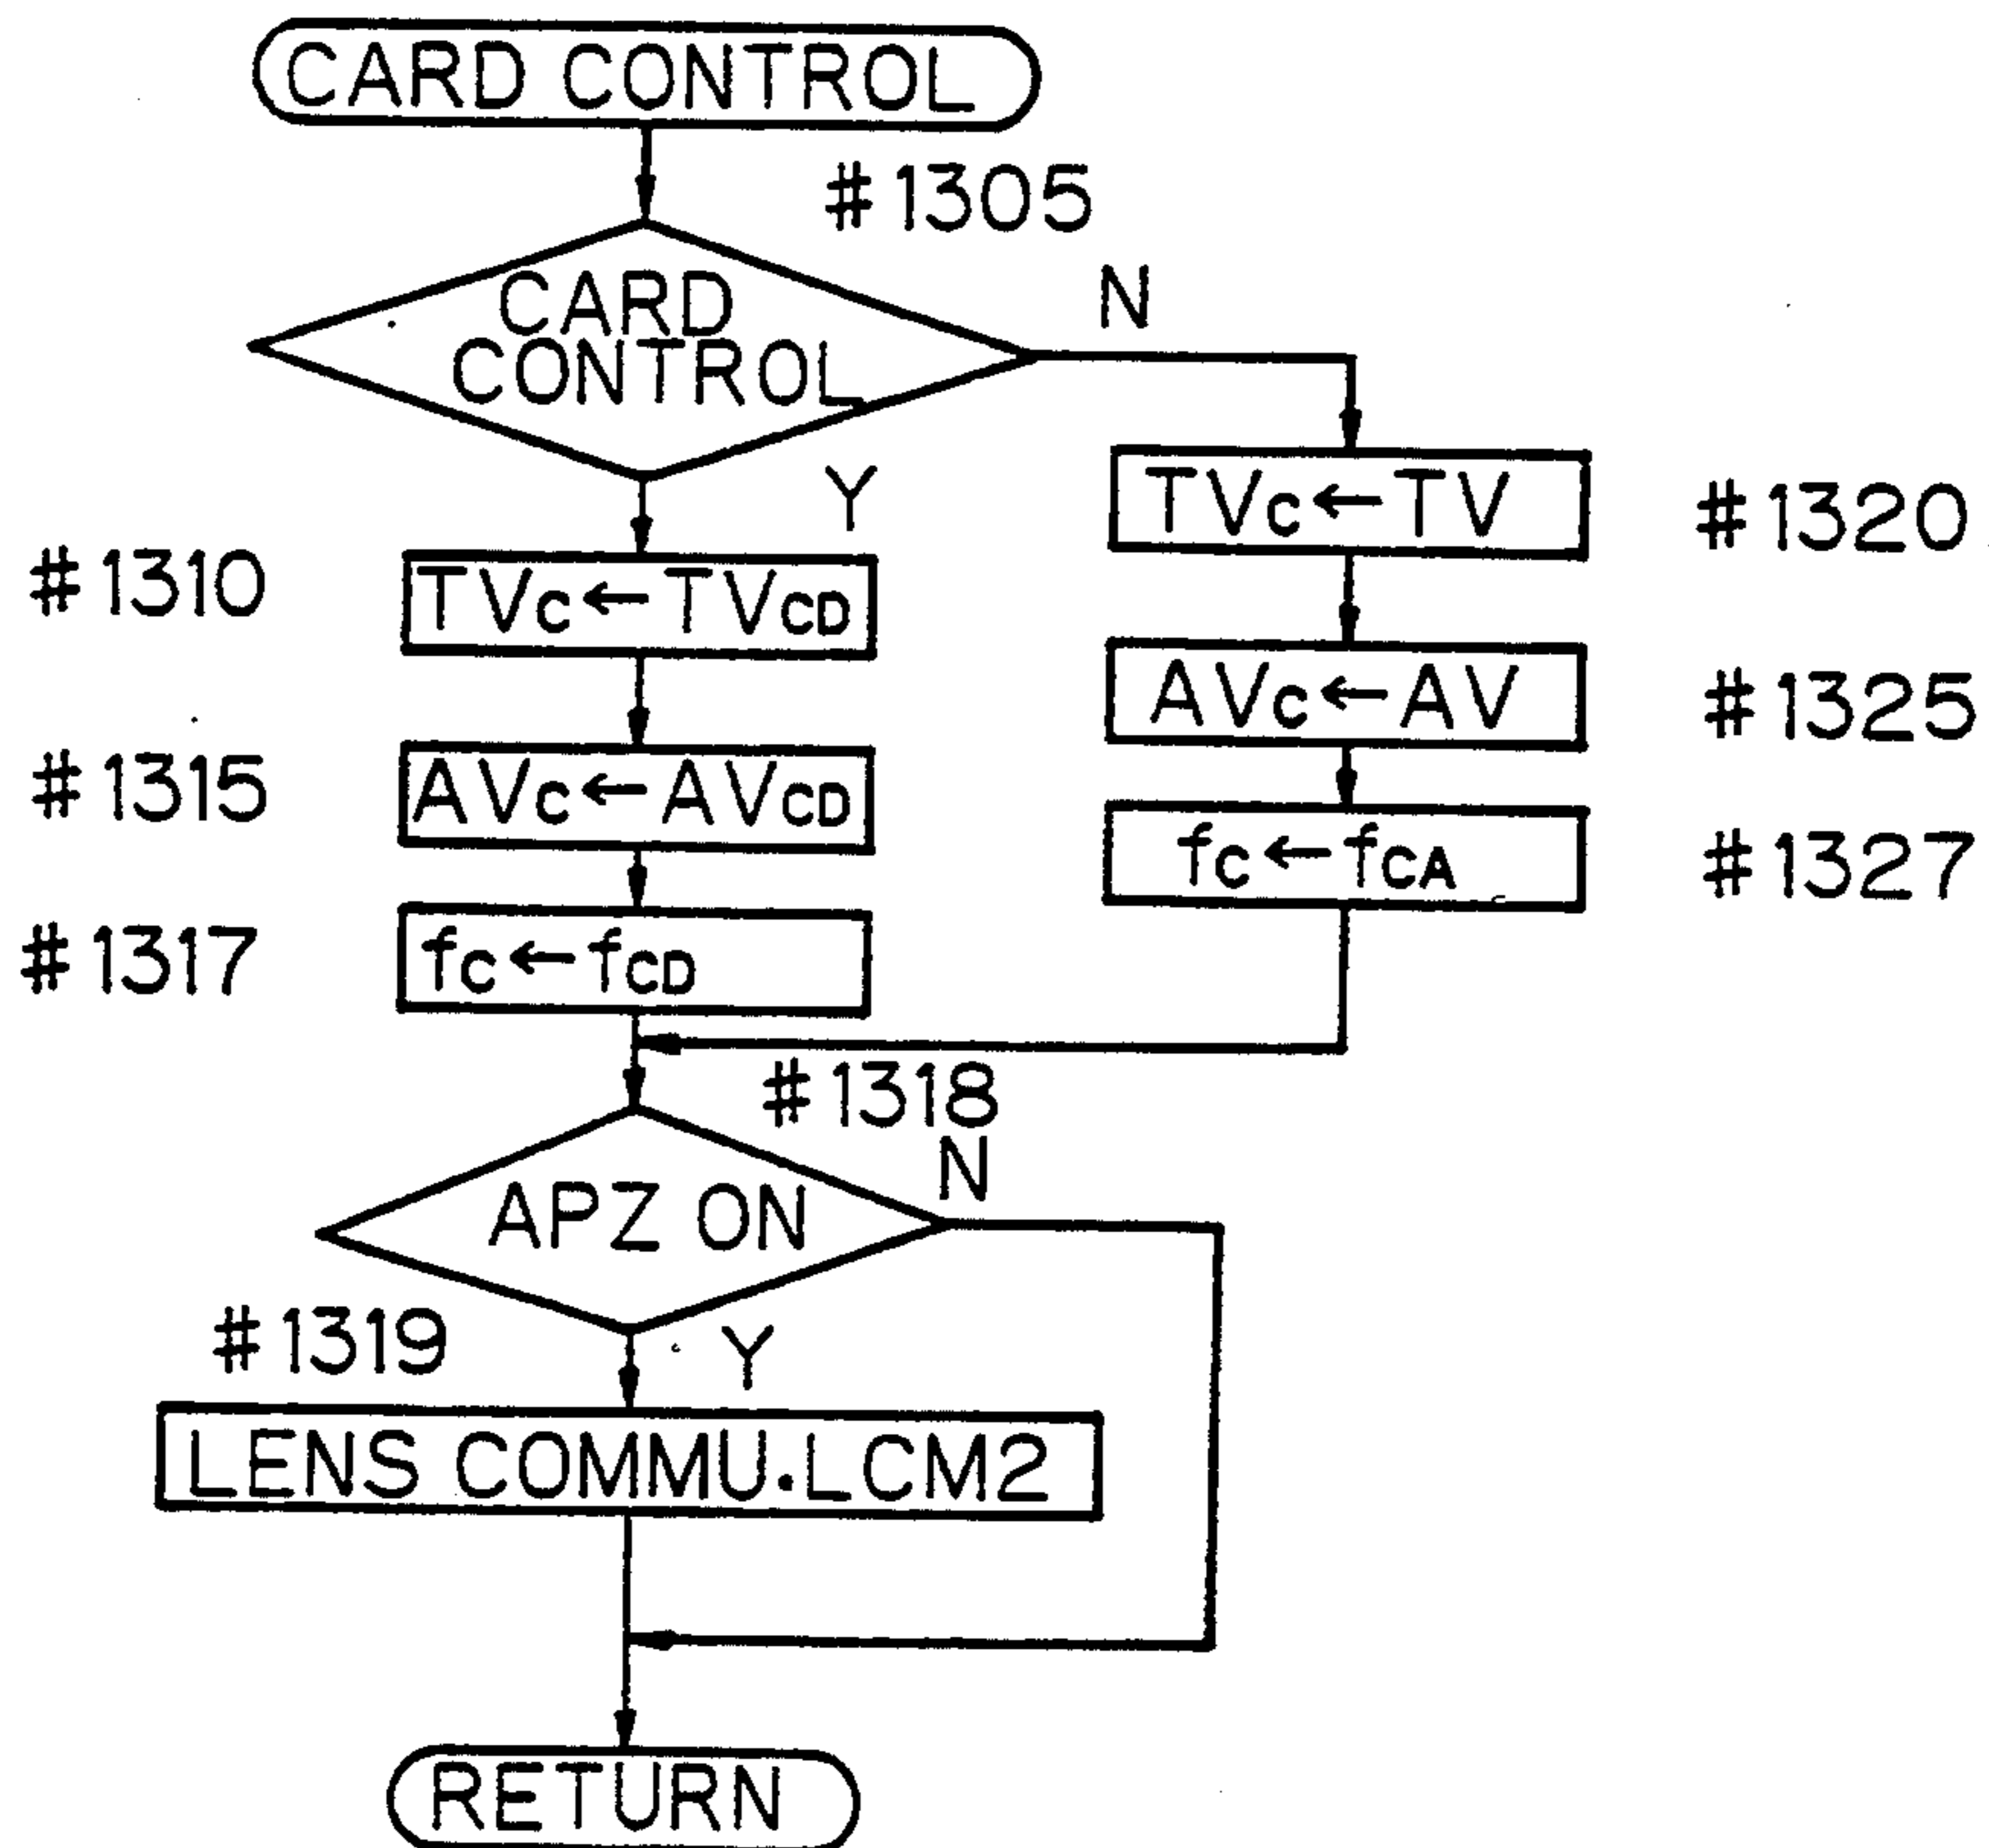 CARD CONTROL
#1305
CARD
CONTROL
N
Y
#1310
TVC←TVCD
#1315
AVC←AVCD
#1317
fC←fCD
TVC←TV
#1320
AVC←AV
#1325
fC←fCA
#1327
#1318
APZ ON
N
#1319
Y
LENS COMMU.LCM2
RETURN